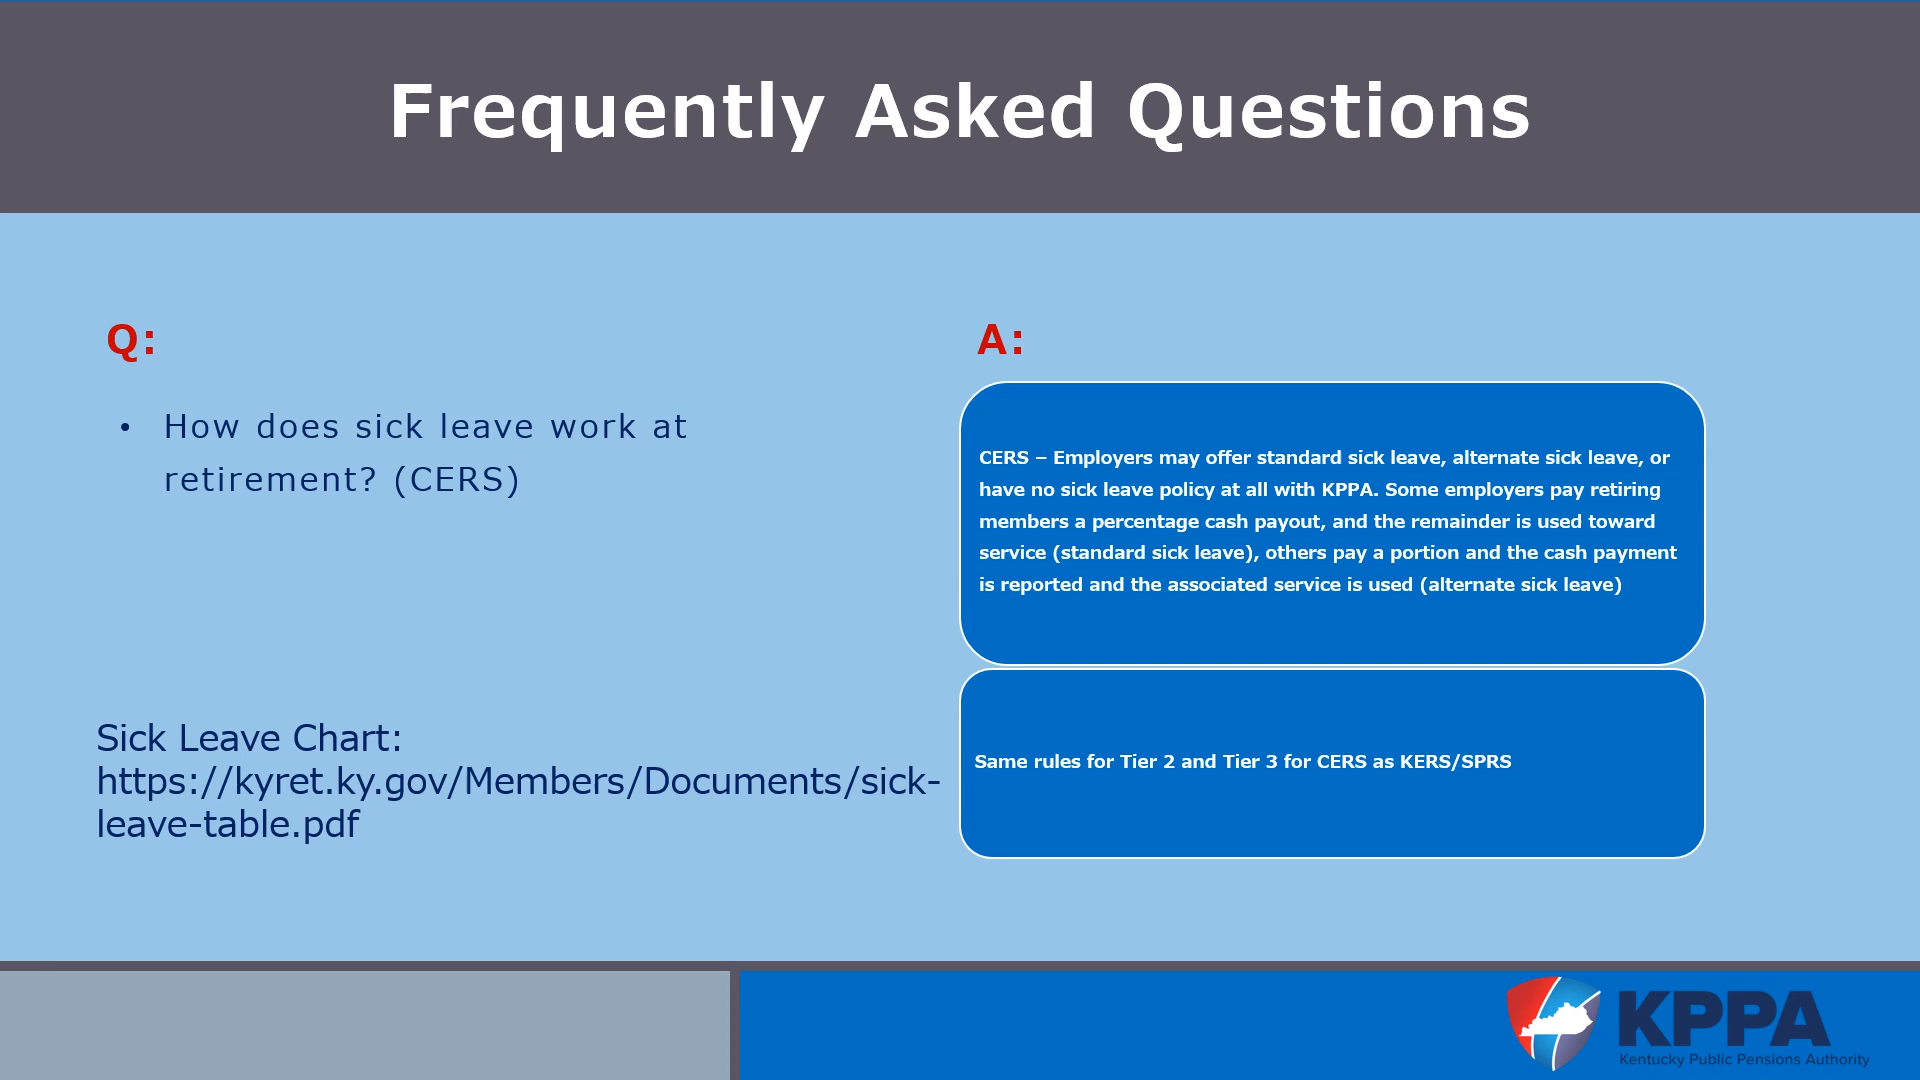 Frequently Asked Questions
Q:
• How does sick leave work at
retirement? (CERS)
Sick Leave Chart:
https://kyret.ky.gov/Members/Documents/sick-
leave-table.pdf
A:
CERS – Employers may offer standard sick leave, alternate sick leave, or
have no sick leave policy at all with KPPA. Some employers pay retiring
members a percentage cash payout, and the remainder is used toward
service (standard sick leave), others pay a portion and the cash payment
is reported and the associated service is used (alternate sick leave)
Same rules for Tier 2 and Tier 3 for CERS as KERS/SPRS
KPPA
Kentucky Public Pensions Authority